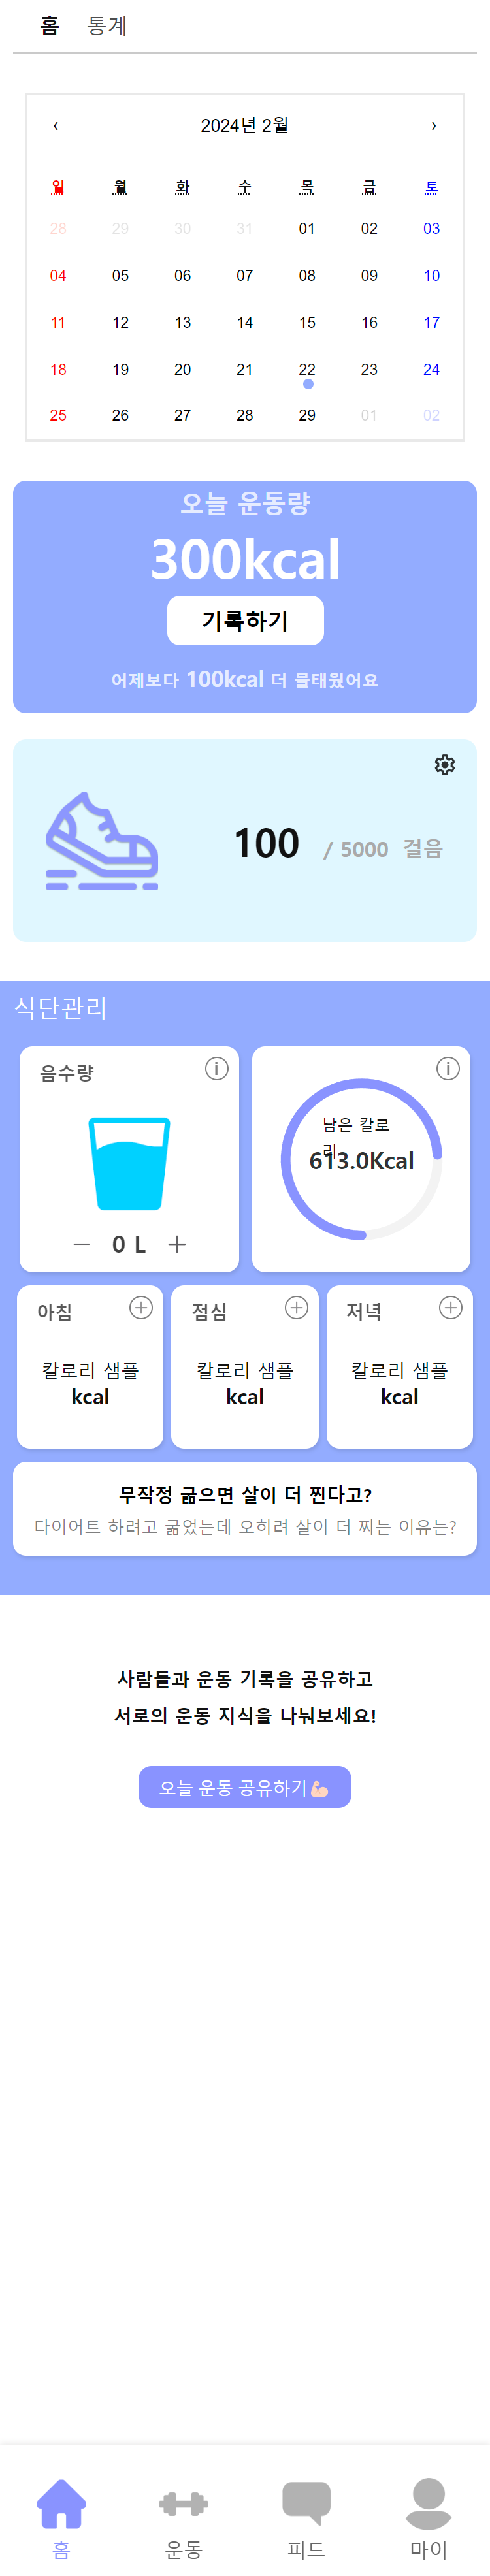 홈 통계
‹ 2024년 2월 ›
일 월 화 수 목 금 토
28 29 30 31 01 02 03
04 05 06 07 08 09 10
11 12 13 14 15 16 17
18 19 20 21 22 23 24
25 26 27 28 29 01 02
오늘 운동량
300kcal
기록하기
어제보다 100kcal 더 불태웠어요
100 / 5000 걸음
식단관리
음수량
0 L
남은 칼로
리
613.0Kcal
아침 점심 저녁
칼로리 샘플 칼로리 샘플 칼로리 샘플
kcal kcal kcal
무작정 굶으면 살이 더 찐다고?
다이어트 하려고 굶었는데 오히려 살이 더 찌는 이유는?
사람들과 운동 기록을 공유하고
서로의 운동 지식을 나눠보세요!
오늘 운동 공유하기💪🏻
홈 운동 피드 마이